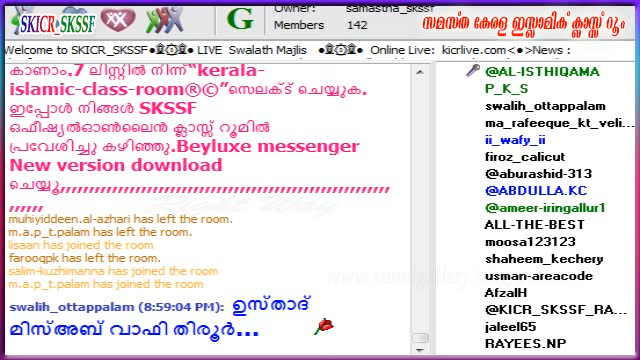 SKICR SKSSF
Owner: samastha_skssf
Members 142
G
സമസ്ത കേരള ഇസ്ലാമിക് ക്ലാസ്സ് റൂം
Welcome to SKICR_SKSSF●۩۞۩● LIVE Swalath Majlis ●۩۞۩● Online Live: kicrlive.com<●>News :
കാണാം.7 ലിസ്റ്റില്‍ നിന്ന്“kerala-
islamic-class-room®©”സെലക്ട് ചെയ്യുക.
ഇപ്പോള്‍ നിങ്ങള്‍ SKSSF
ഒഫീഷ്യല്‍ഓണ്‍ലൈന്‍ ക്ലാസ്സ് റൂമില്‍
പ്രവേശിച്ചു കഴിഞ്ഞു.Beyluxe messenger
New version download
ചെയ്യൂ,,,,,,,,,,,,,,,,,,,,,,,,,,,,,,,,,,,,,,,,,,,,,,,,,,,,,,,,,
,,,,,,
muhiyiddeen.al-azhari has left the room.
m.a.p_t.palam has left the room.
lisaan has joined the room
farooqpk has left the room.
salim-kuzhimanna has joined the room
m.a.p_t.palam has joined the room
swalih_ottappalam (8:59:04 PM): ഉസ്താദ്
മിസ്അബ് വാഫി തിരൂര്‍...
@AL-ISTHIQAMA
P_K_S
swalih_ottappalam
ma_rafeeque_kt_veli...
ii_wafy_ii
firoz_calicut
@aburashid-313
@ABDULLA.KC
@ameer-iringallur1
ALL-THE-BEST
moosa123123
shaheem_kechery
usman-areacode
AfzalH
@KICR_SKSSF_RA...
jaleel65
RAYEES.NP